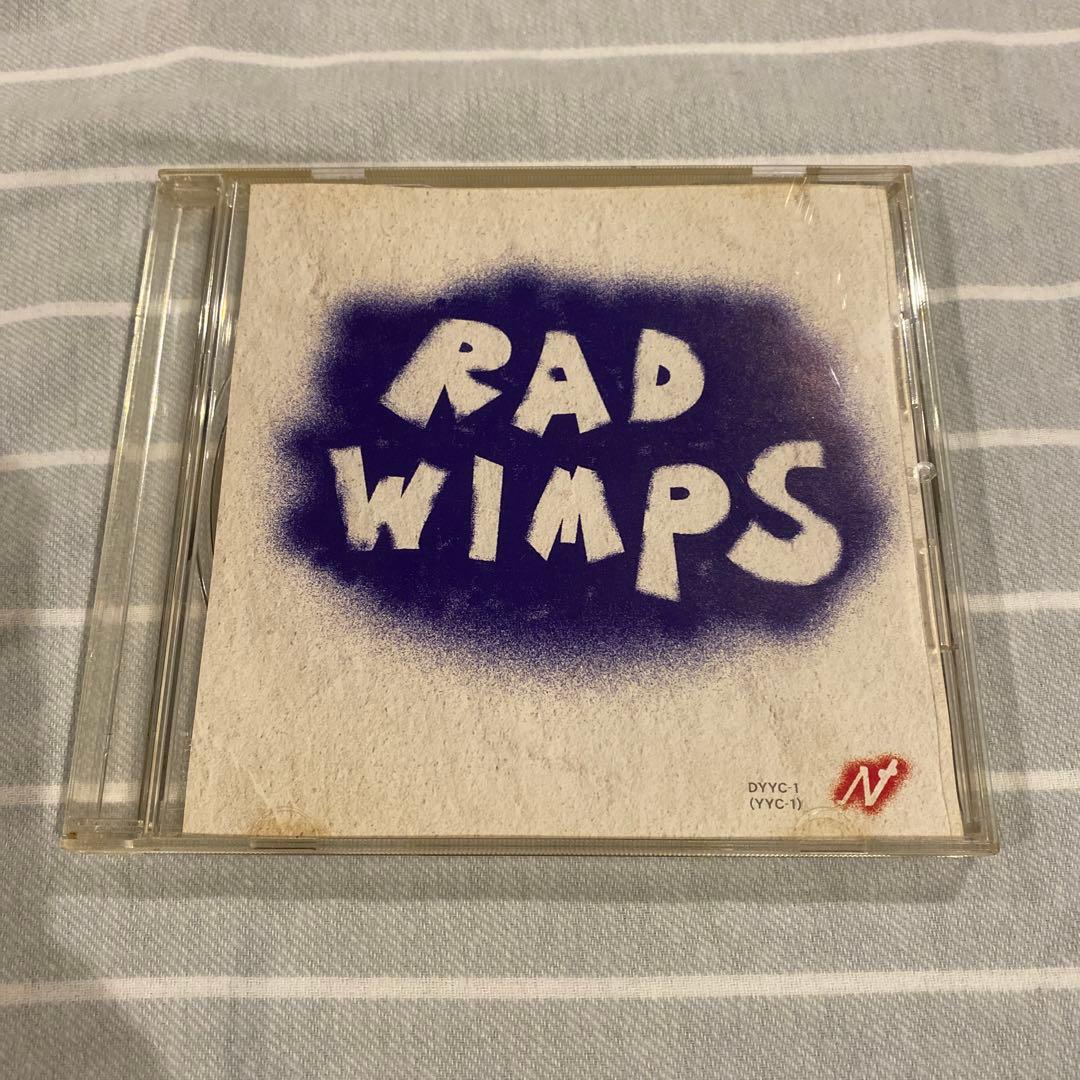 RAD
WIMPS
DYYC-1
(YYC-1)
N